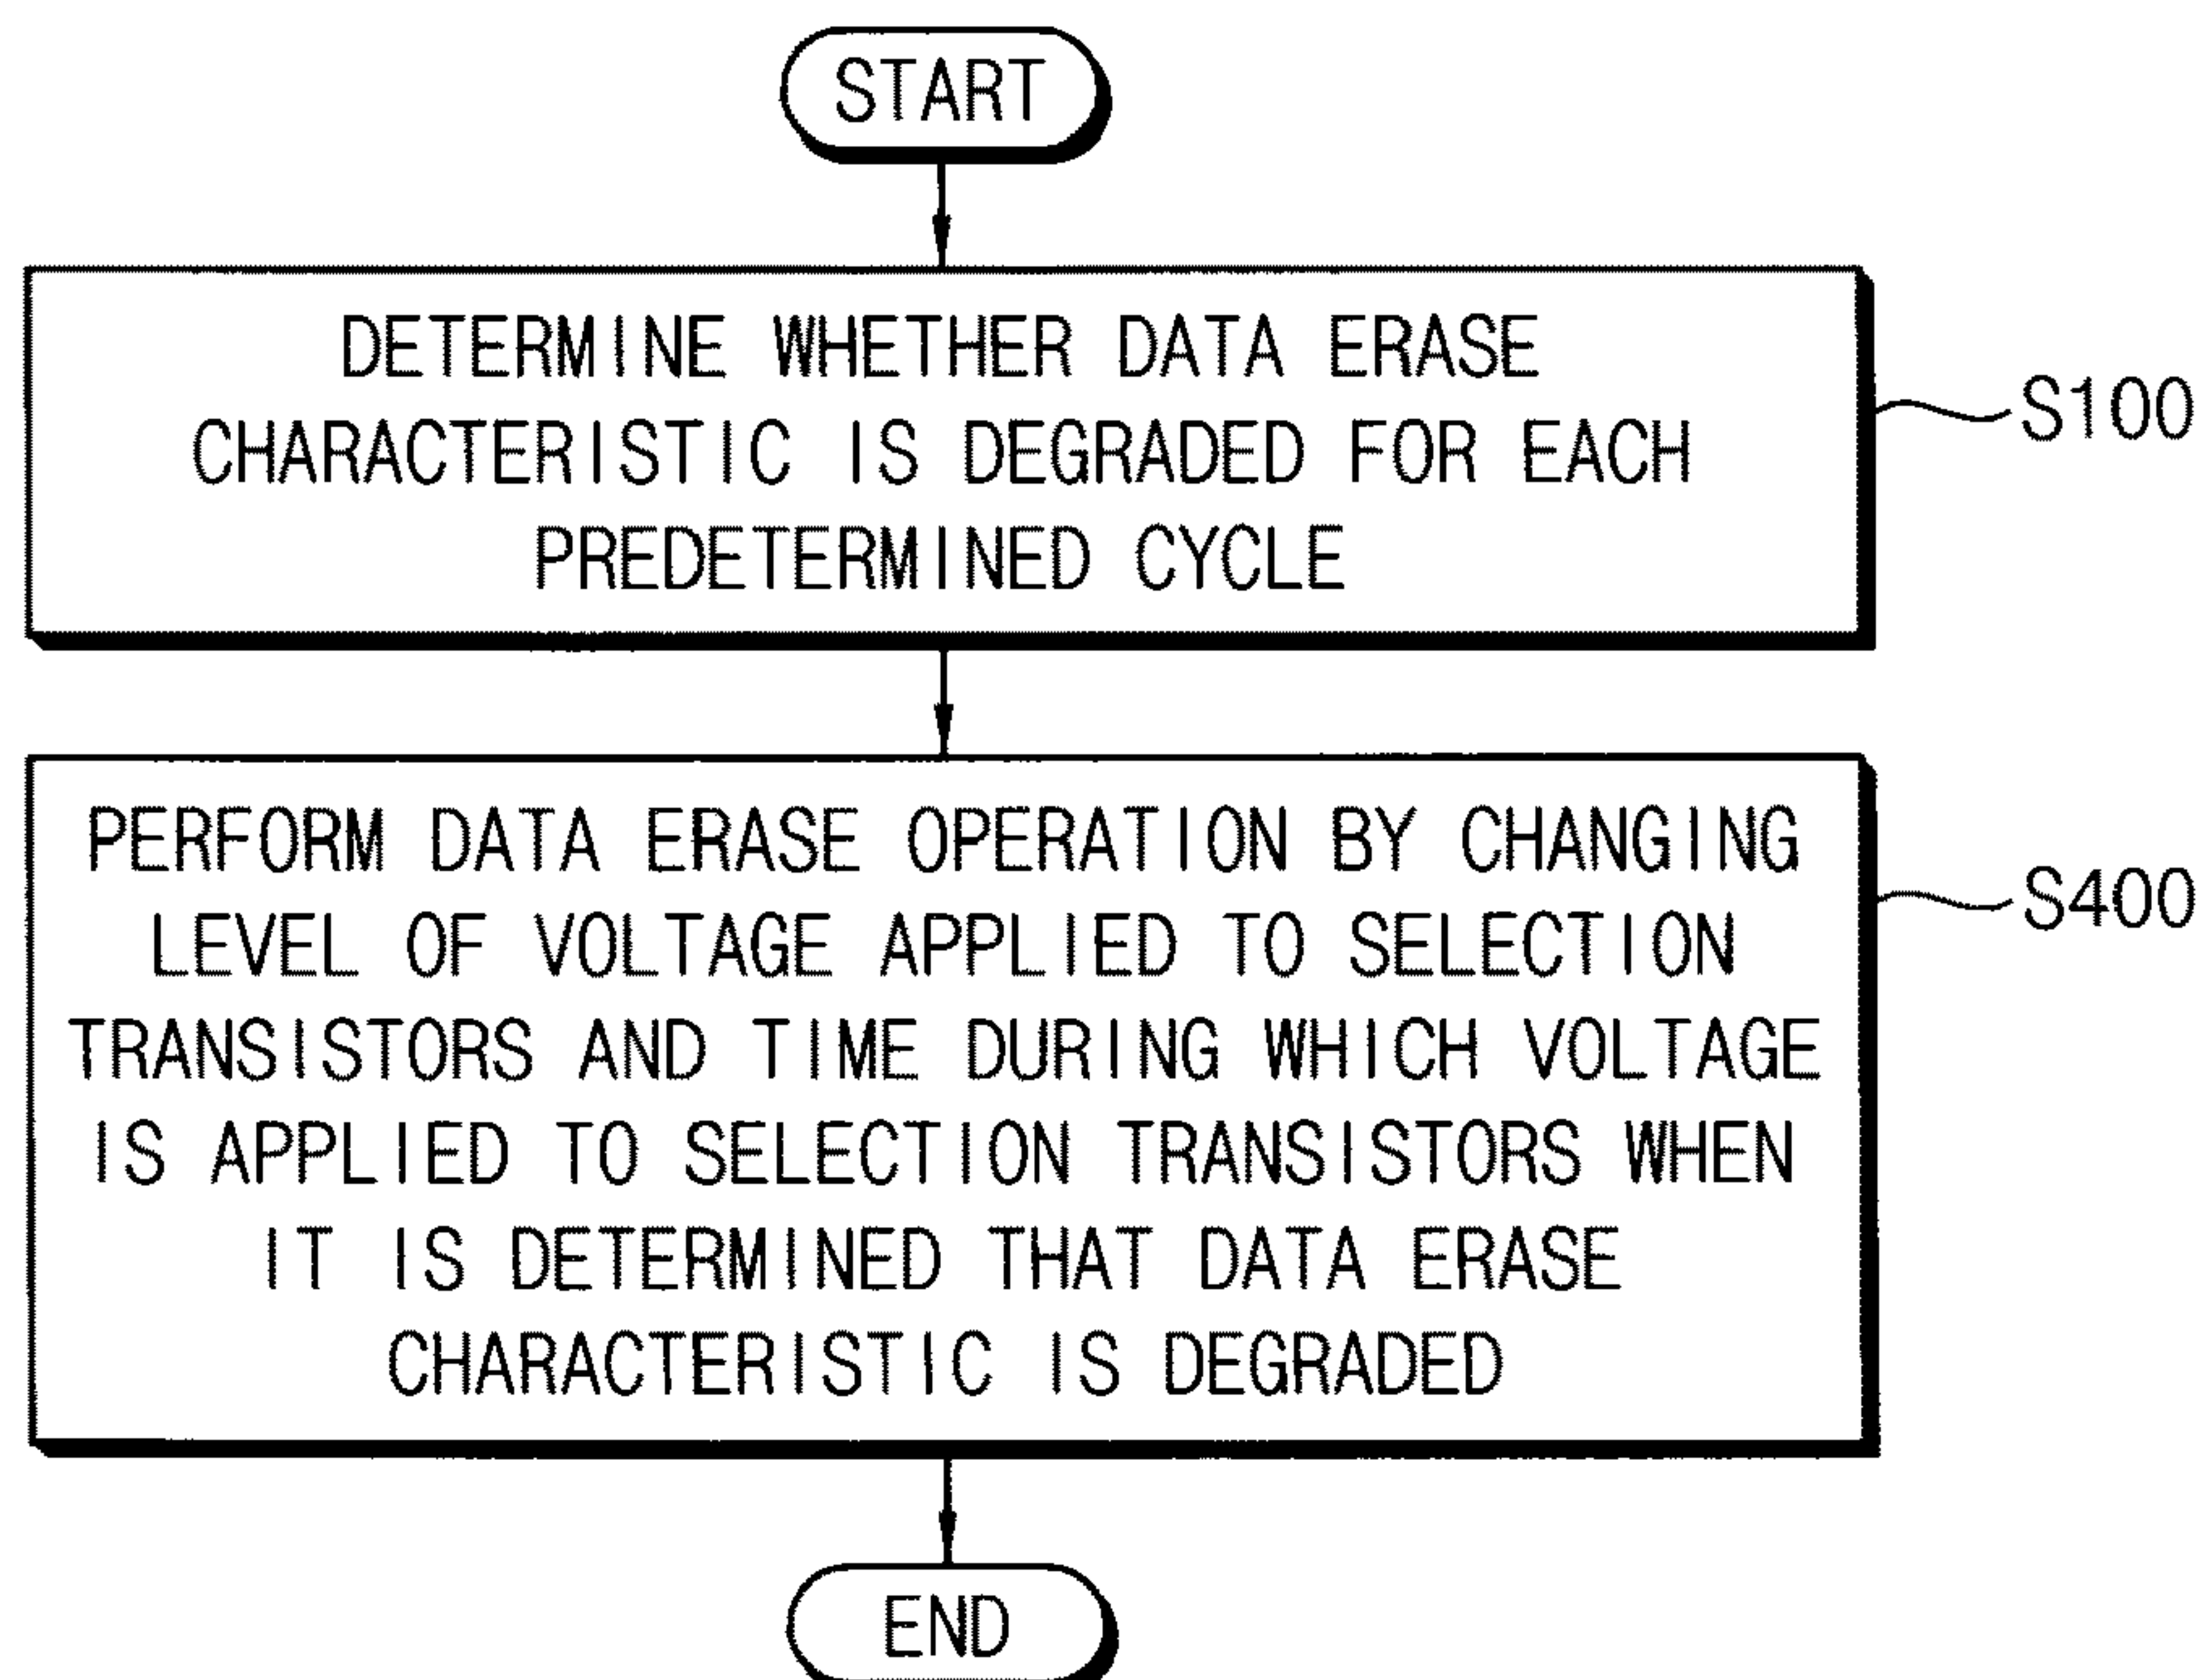 START
DETERMINE WHETHER DATA ERASE
CHARACTERISTIC IS DEGRADED FOR EACH
PREDETERMINED CYCLE
S100
PERFORM DATA ERASE OPERATION BY CHANGING
LEVEL OF VOLTAGE APPLIED TO SELECTION
TRANSISTORS AND TIME DURING WHICH VOLTAGE
IS APPLIED TO SELECTION TRANSISTORS WHEN
IT IS DETERMINED THAT DATA ERASE
CHARACTERISTIC IS DEGRADED
S400
END